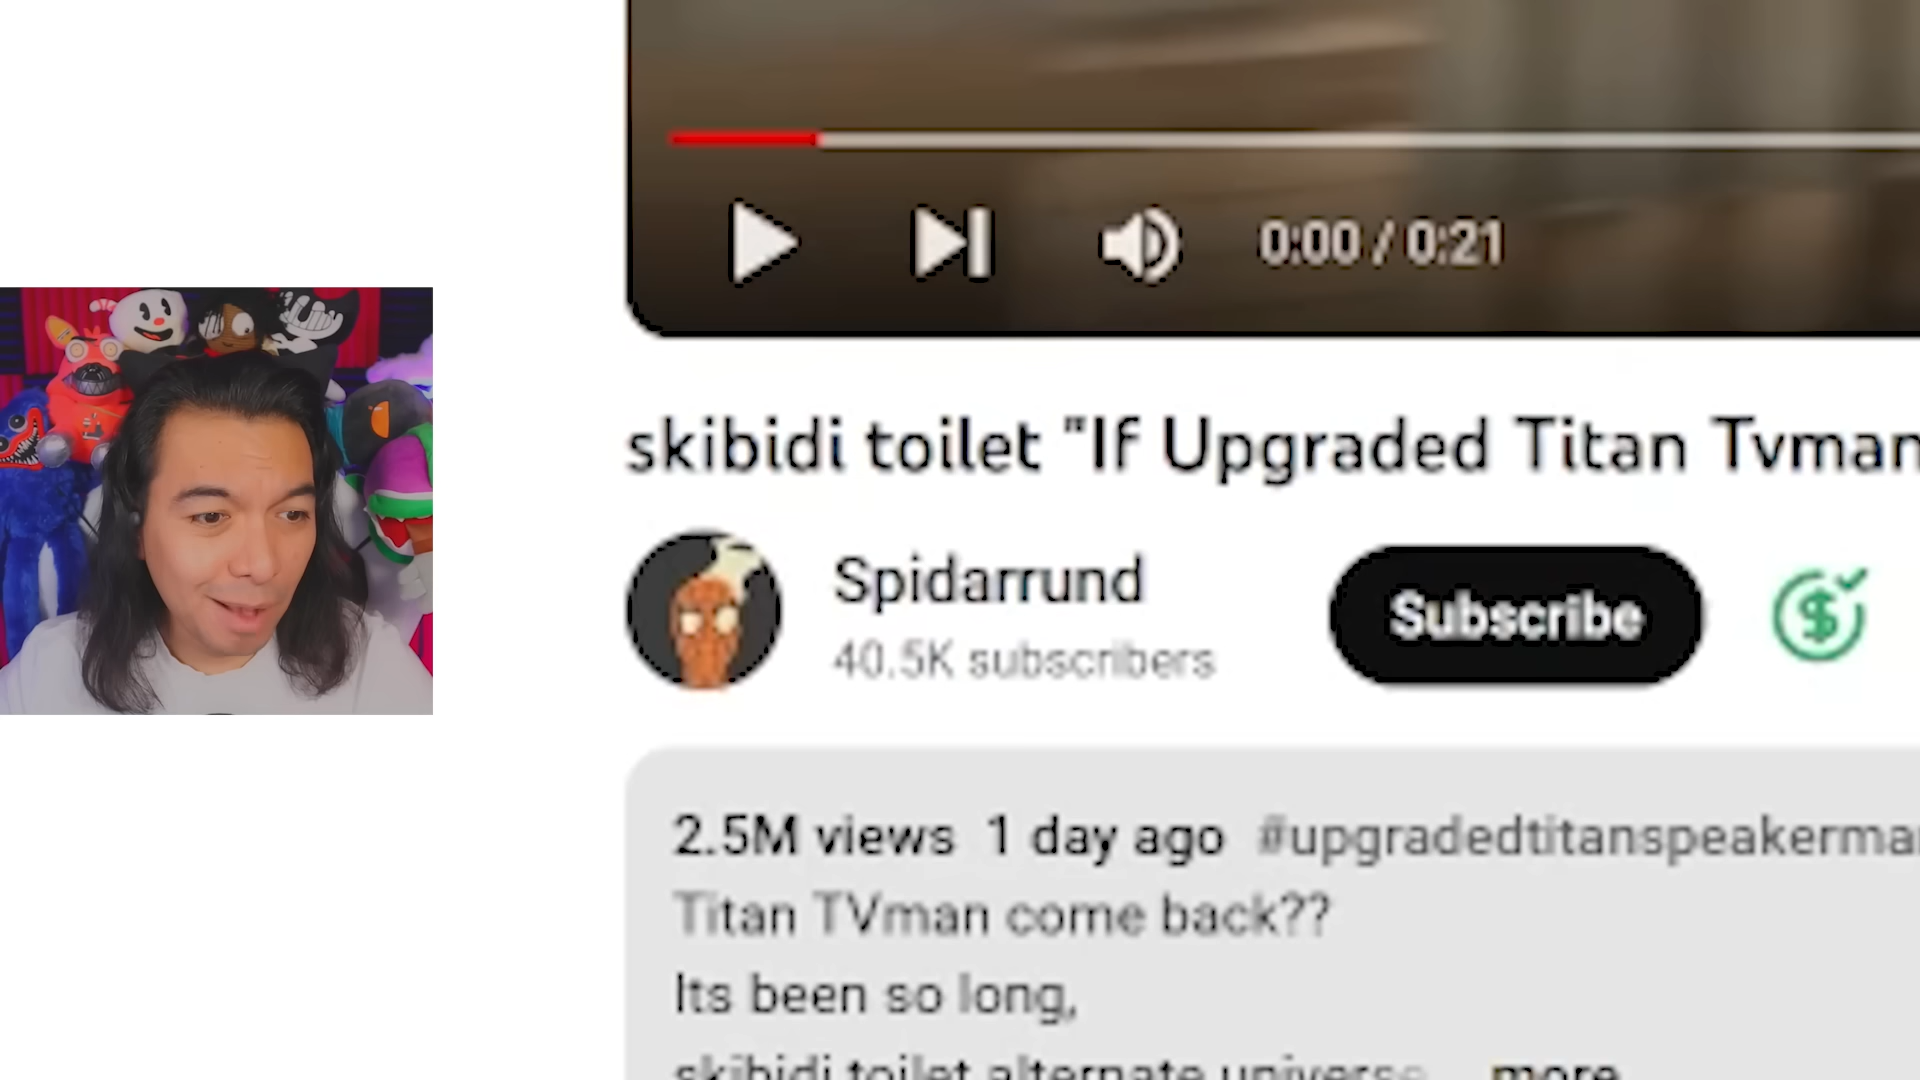 0:00 / 0:21
skibidi toilet "If Upgraded Titan Tvman
Spidarrund
40.5K subscribers
Subscribe
$
2.5M views 1 day ago #upgradedtitanspeakerma
Titan TVman come back??
Its been so long,
skibidi toilet alternate universe ...more